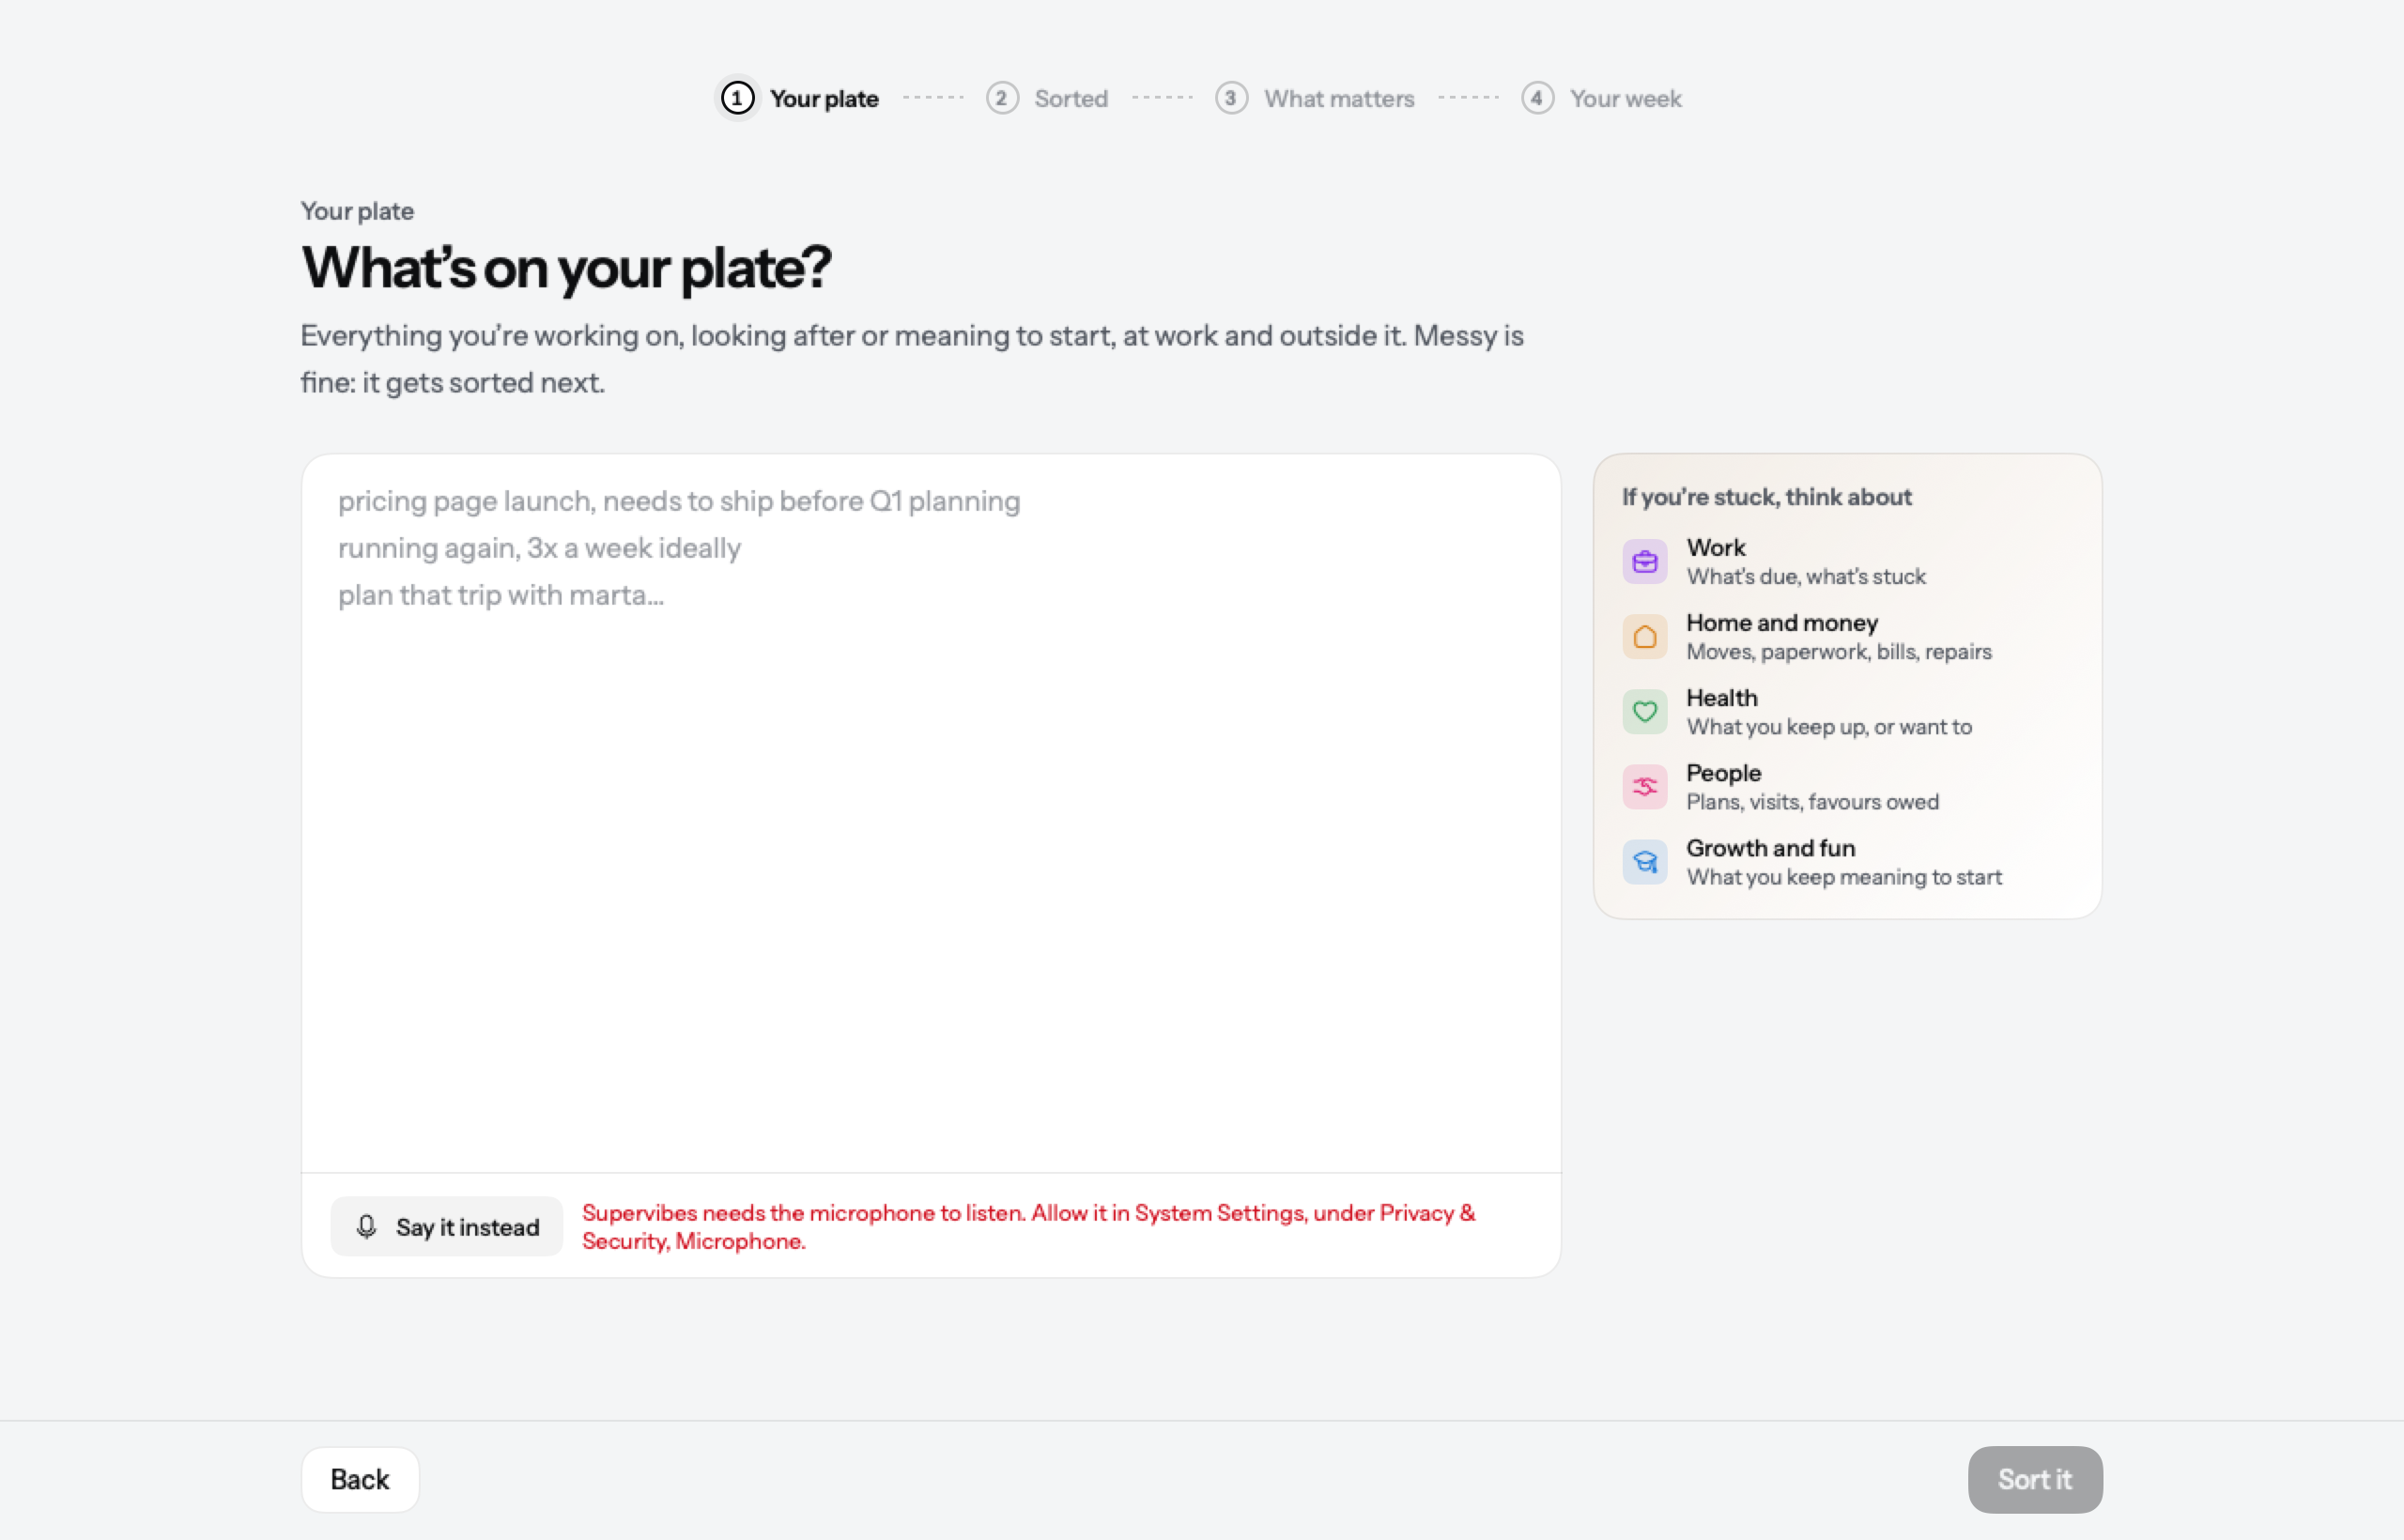 1 Your plate 2 Sorted 3 What matters 4 Your week
Your plate
What's on your plate?
Everything you're working on, looking after or meaning to start, at work and outside it. Messy is
fine: it gets sorted next.
pricing page launch, needs to ship before Q1 planning
running again, 3x a week ideally
plan that trip with marta...
Say it instead
Supervibes needs the microphone to listen. Allow it in System Settings, under Privacy &
Security, Microphone.
If you're stuck, think about
Work
What's due, what's stuck
Home and money
Moves, paperwork, bills, repairs
Health
What you keep up, or want to
People
Plans, visits, favours owed
Growth and fun
What you keep meaning to start
Back
Sort it